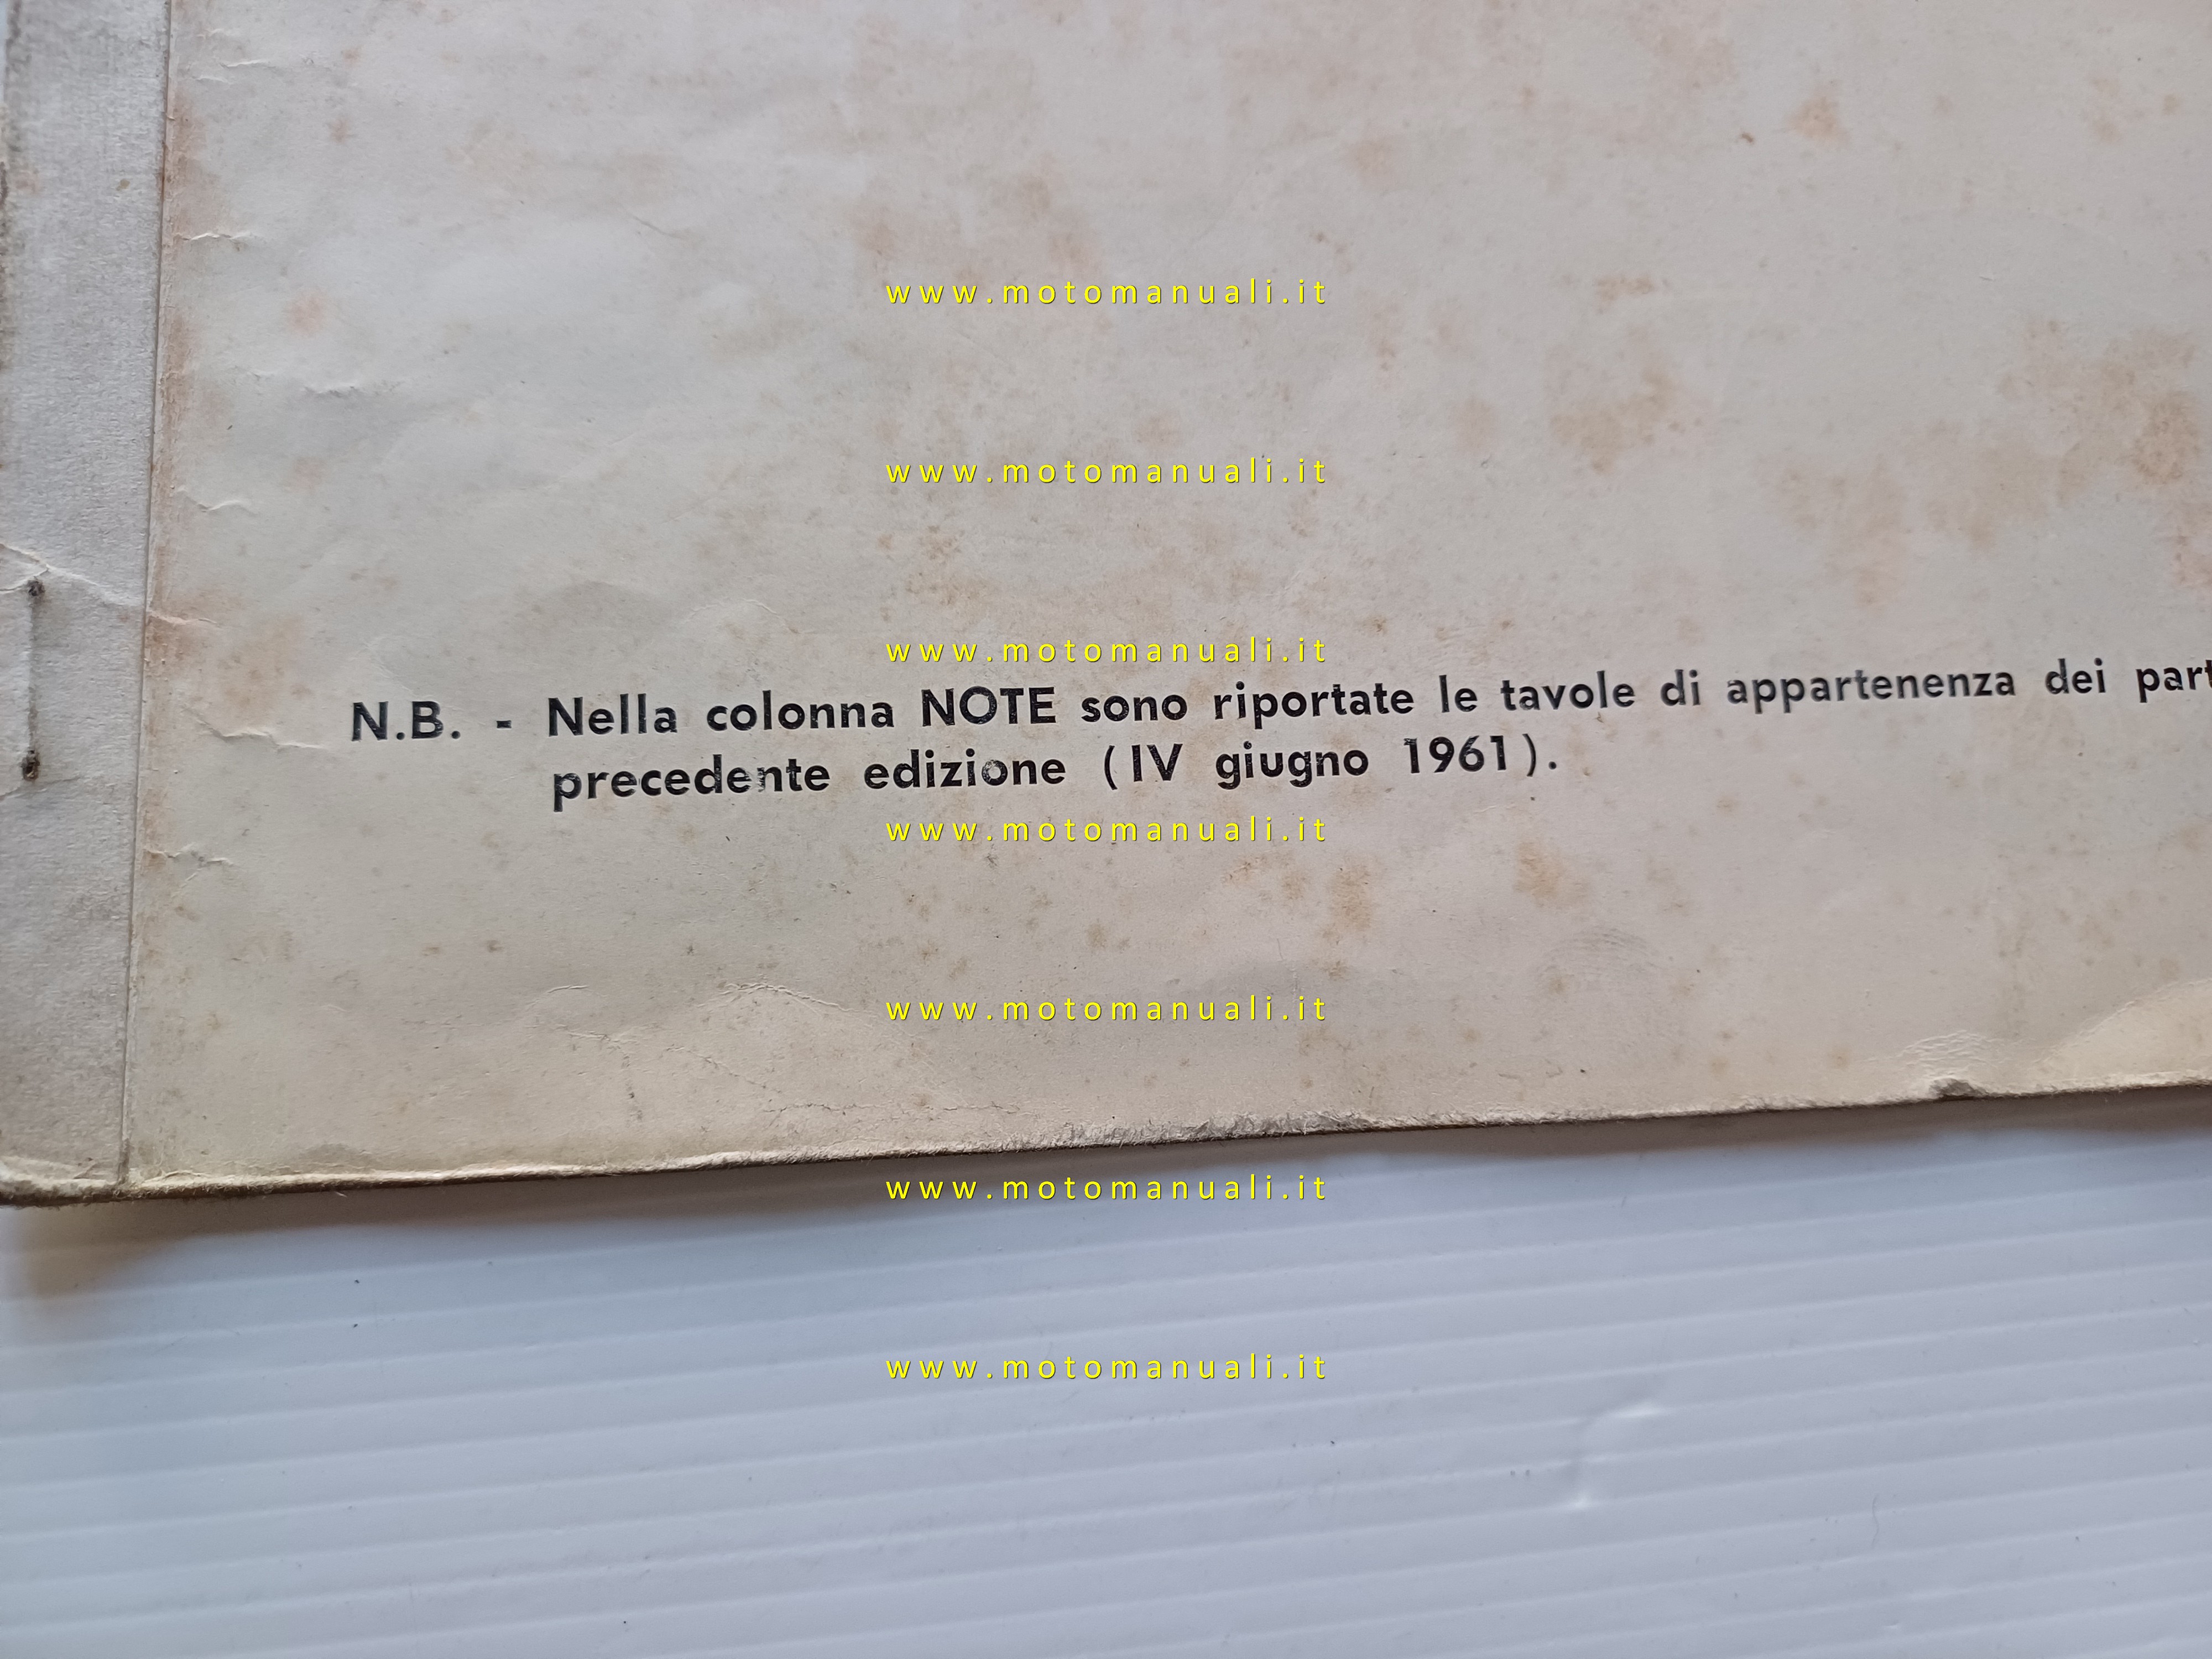 www.motomanuali.it
www.motomanuali.it
www.motomanuali.it
N.B. - Nella colonna NOTE sono riportate le tavole di appartenenza dei
precedente edizione (IV giugno 1961).
www.motomanuali.it
www.motomanuali.it
www.motomanuali.it
www.motomanuali.it